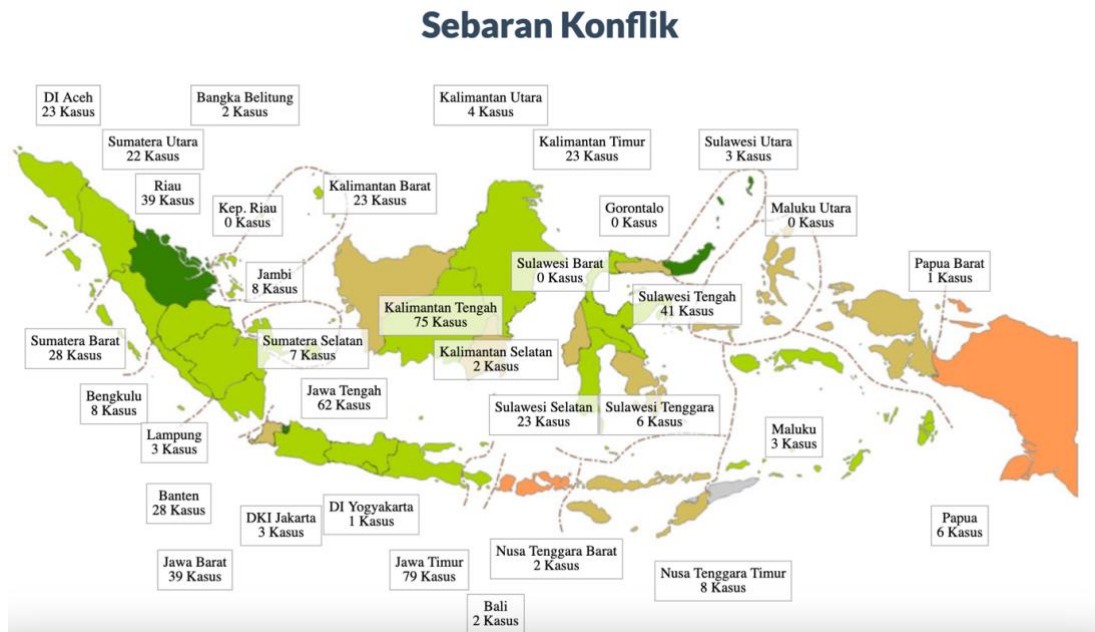 Sebaran Konflik
DI Aceh
23 Kasus
Bangka Belitung
2 Kasus
Kalimantan Utara
4 Kasus
Sumatera Utara
22 Kasus
Kalimantan Timur
23 Kasus
Sulawesi Utara
3 Kasus
Riau
39 Kasus
Kalimantan Barat
23 Kasus
Kep. Riau
0 Kasus
Gorontalo
0 Kasus
Maluku Utara
0 Kasus
Jambi
8 Kasus
Sulawesi Barat
0 Kasus
Papua Barat
1 Kasus
Kalimantan Tengah
75 Kasus
Sulawesi Tengah
41 Kasus
Sumatera Barat
28 Kasus
Sumatera Selatan
7 Kasus
Kalimantan Selatan
2 Kasus
Bengkulu
8 Kasus
Jawa Tengah
62 Kasus
Sulawesi Selatan
23 Kasus
Sulawesi Tenggara
6 Kasus
Lampung
3 Kasus
Maluku
3 Kasus
Banten
28 Kasus
DKI Jakarta
3 Kasus
DI Yogyakarta
1 Kasus
Papua
6 Kasus
Jawa Barat
39 Kasus
Jawa Timur
79 Kasus
Nusa Tenggara Barat
2 Kasus
Nusa Tenggara Timur
8 Kasus
Bali
2 Kasus